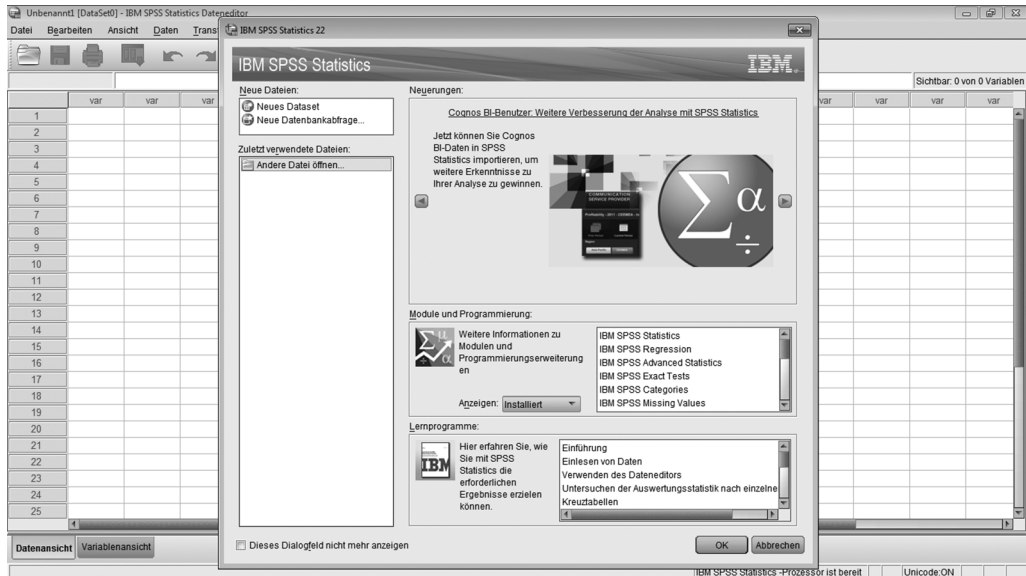 Unbenannt1 [DataSet0] - IBM SPSS Statistics Dateneditor
Datei Bearbeiten Ansicht Daten Trans
IBM SPSS Statistics 22
IBM SPSS Statistics
IBM.
Sichtbar: 0 von 0 Variablen
var var var var var var var
1
2
3
4
5
6
7
8
9
10
11
12
13
14
15
16
17
18
19
20
21
22
23
24
25
Neue Dateien:
Neues Dataset
Neue Datenbankabfrage...
Zuletzt verwendete Dateien:
Andere Datei öffnen...
Neuerungen:
Cognos BI-Benutzer: Weitere Verbesserung der Analyse mit SPSS Statistics
Jetzt können Sie Cognos
BI-Daten in SPSS
Statistics importieren, um
weitere Erkenntnisse zu
Ihrer Analyse zu gewinnen.
COMMUNICATION
SERVICE PROVIDER
Σ α ÷
Module und Programmierung:
Weitere Informationen zu
Modulen und
Programmierungserweiterung
en
Anzeigen: Installiert
IBM SPSS Statistics
IBM SPSS Regression
IBM SPSS Advanced Statistics
IBM SPSS Exact Tests
IBM SPSS Categories
IBM SPSS Missing Values
Lernprogramme:
IBM
Hier erfahren Sie, wie
Sie mit SPSS
Statistics die
erforderlichen
Ergebnisse erzielen
können.
Einführung
Einlesen von Daten
Verwenden des Dateneditors
Untersuchen der Auswertungsstatistik nach einzelne
Kreuztabellen
Dieses Dialogfeld nicht mehr anzeigen
OK Abbrechen
Datenansicht Variablenansicht
IBM SPSS Statistics -Prozessor ist bereit Unicode:ON